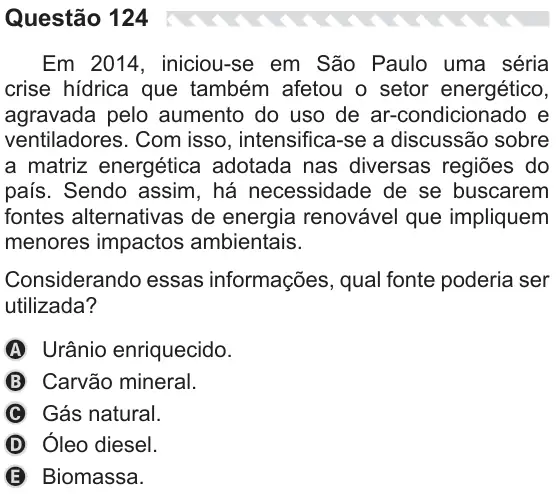 Questão 124
Em 2014, iniciou-se em São Paulo uma séria
crise hídrica que também afetou o setor energético,
agravada pelo aumento do uso de ar-condicionado e
ventiladores. Com isso, intensifica-se a discussão sobre
a matriz energética adotada nas diversas regiões do
país. Sendo assim, há necessidade de se buscarem
fontes alternativas de energia renovável que impliquem
menores impactos ambientais.
Considerando essas informações, qual fonte poderia ser
utilizada?
A Urânio enriquecido.
B Carvão mineral.
C Gás natural.
D Óleo diesel.
E Biomassa.